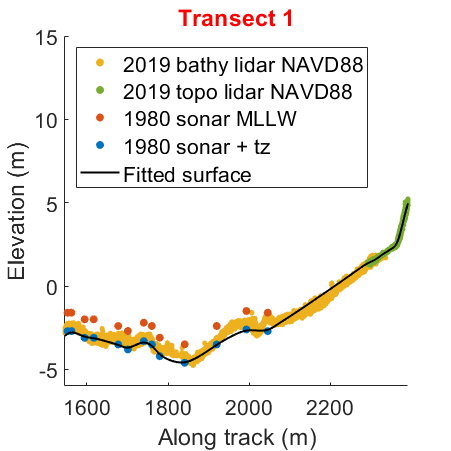 Transect 1
15
10
5
0
-5
Elevation (m)
2019 bathy lidar NAVD88
2019 topo lidar NAVD88
1980 sonar MLLW
1980 sonar + tz
Fitted surface
1600 1800 2000 2200
Along track (m)